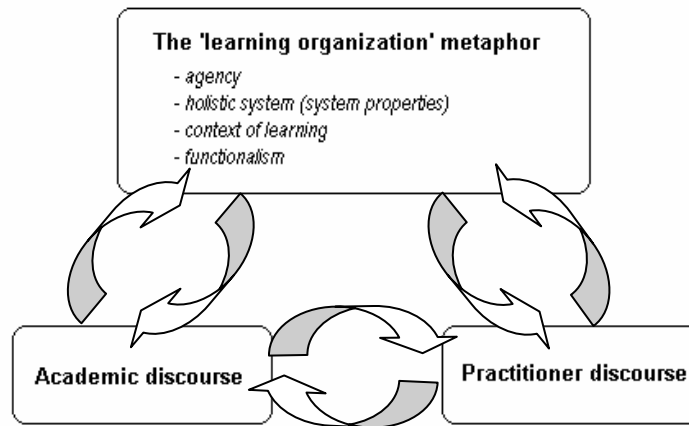 The 'learning organization' metaphor
- agency
- holistic system (system properties)
- context of learning
- functionalism
Academic discourse
Practitioner discourse